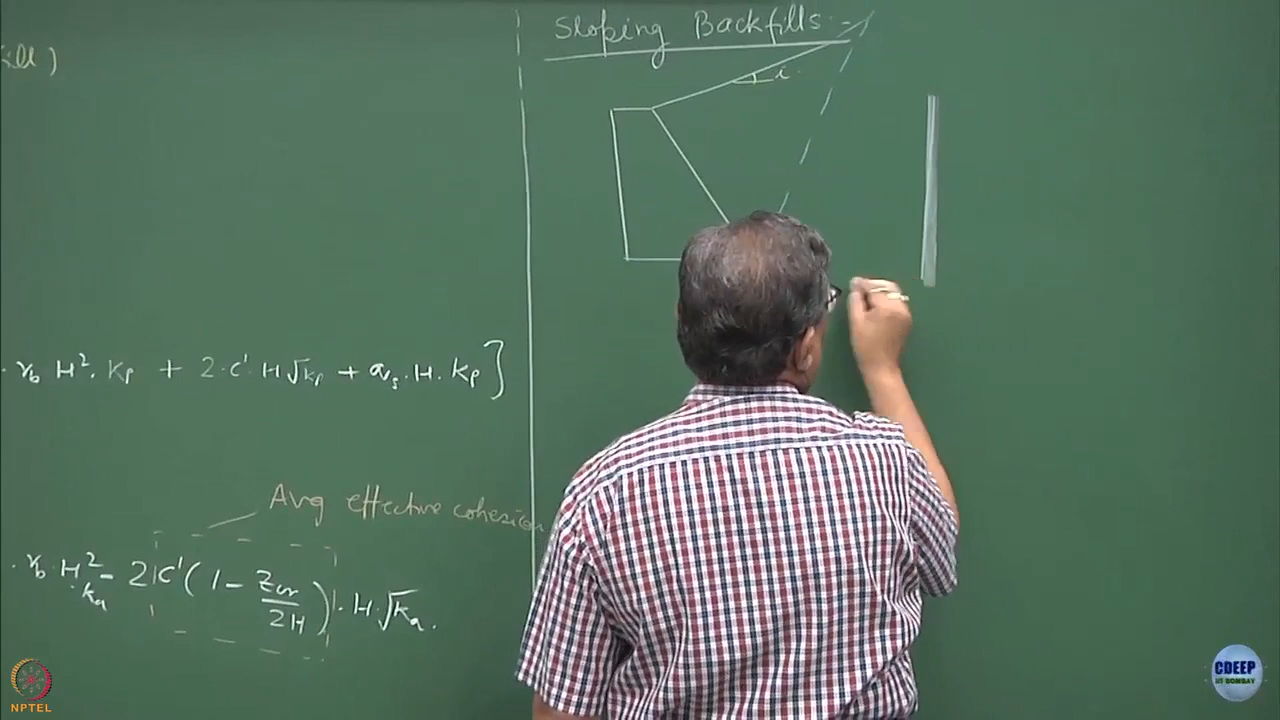 ill)
. γb H². Kp + 2.c' H√Kp + qs. H. Kp ]
Avg effective cohesion
. γb. H². ka - 2 c' ( 1 - Zcr / 2H ). H. √Ka.
Sloping Backfills :-
i
NPTEL
CDEEP
IIT BOMBAY